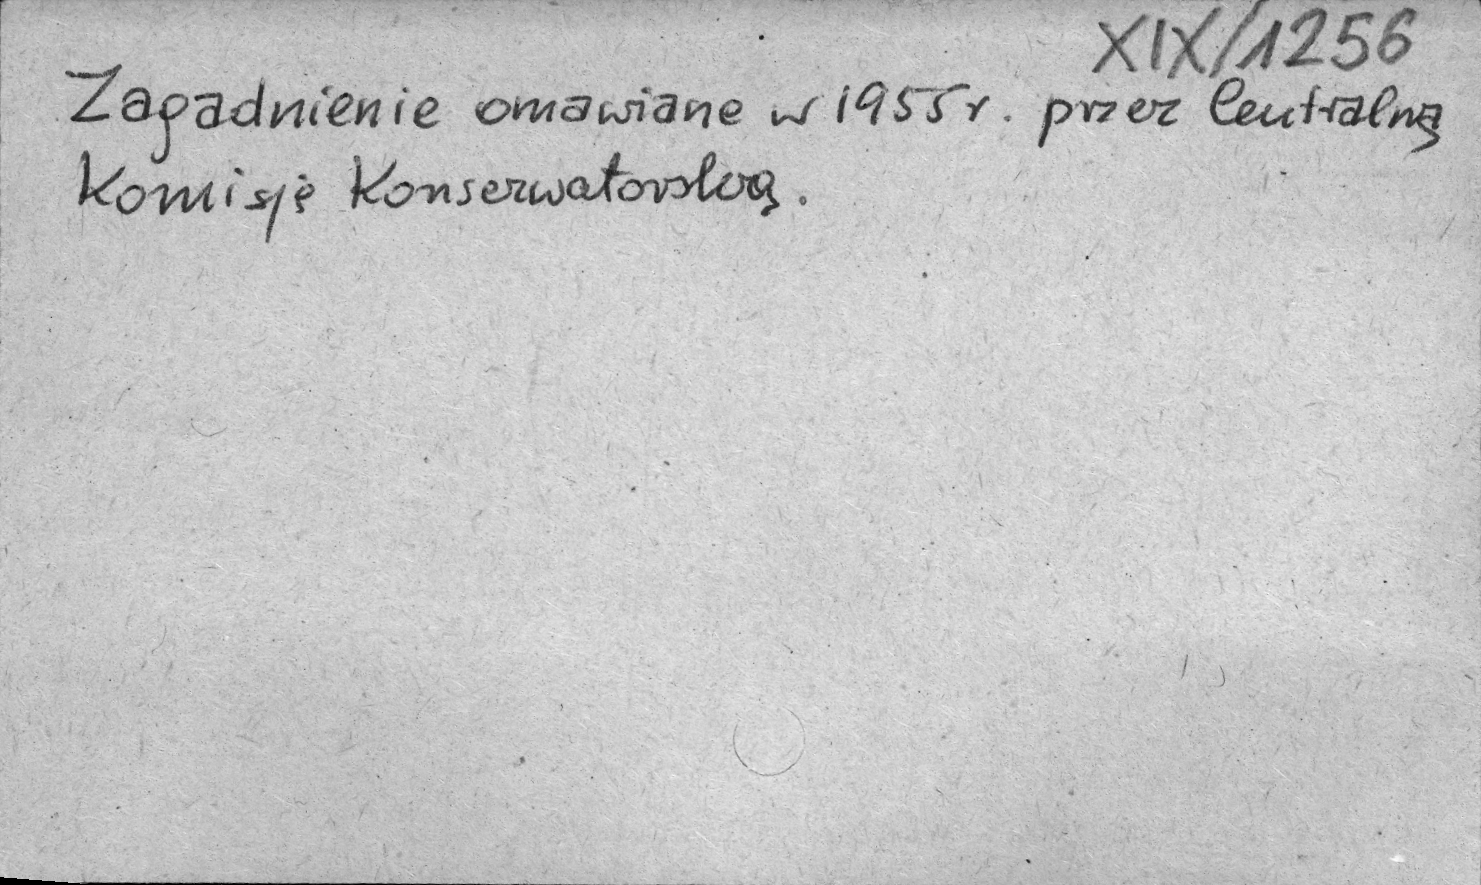 XIX/1256
Zagadnienie omawiane w 1955 r. przez Centralną
Komisję Konserwatorską.